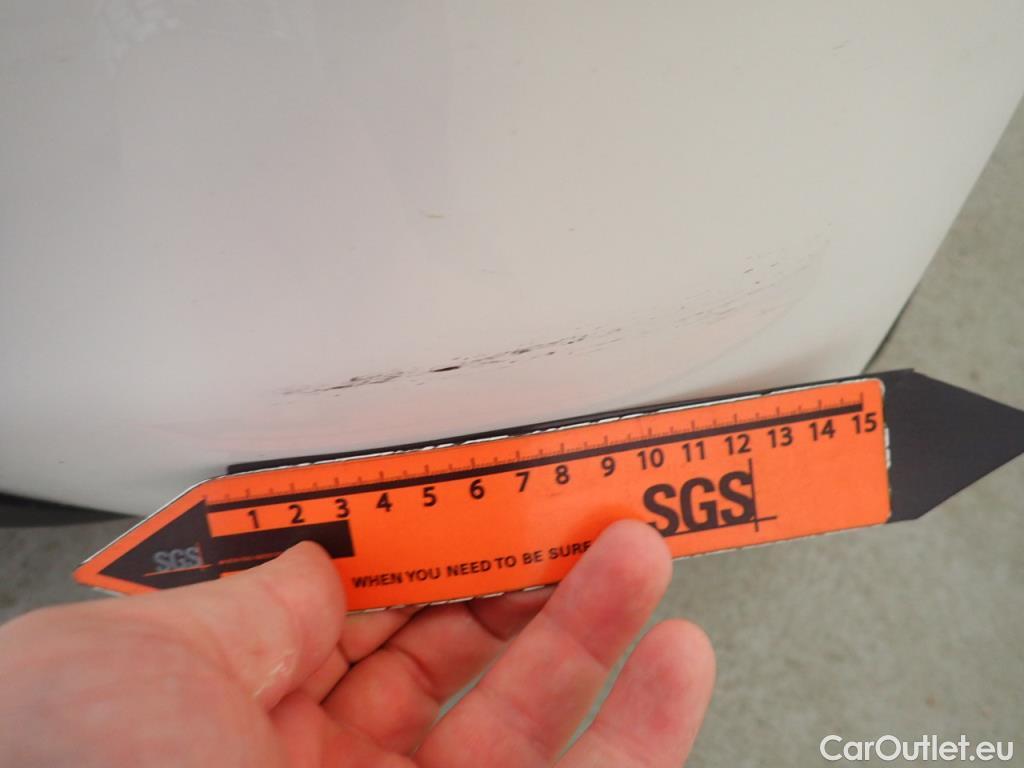 1 2 3 4 5 6 7 8 9 10 11 12 13 14 15
SGS
SGS
WHEN YOU NEED TO BE SURE
CarOutlet.eu